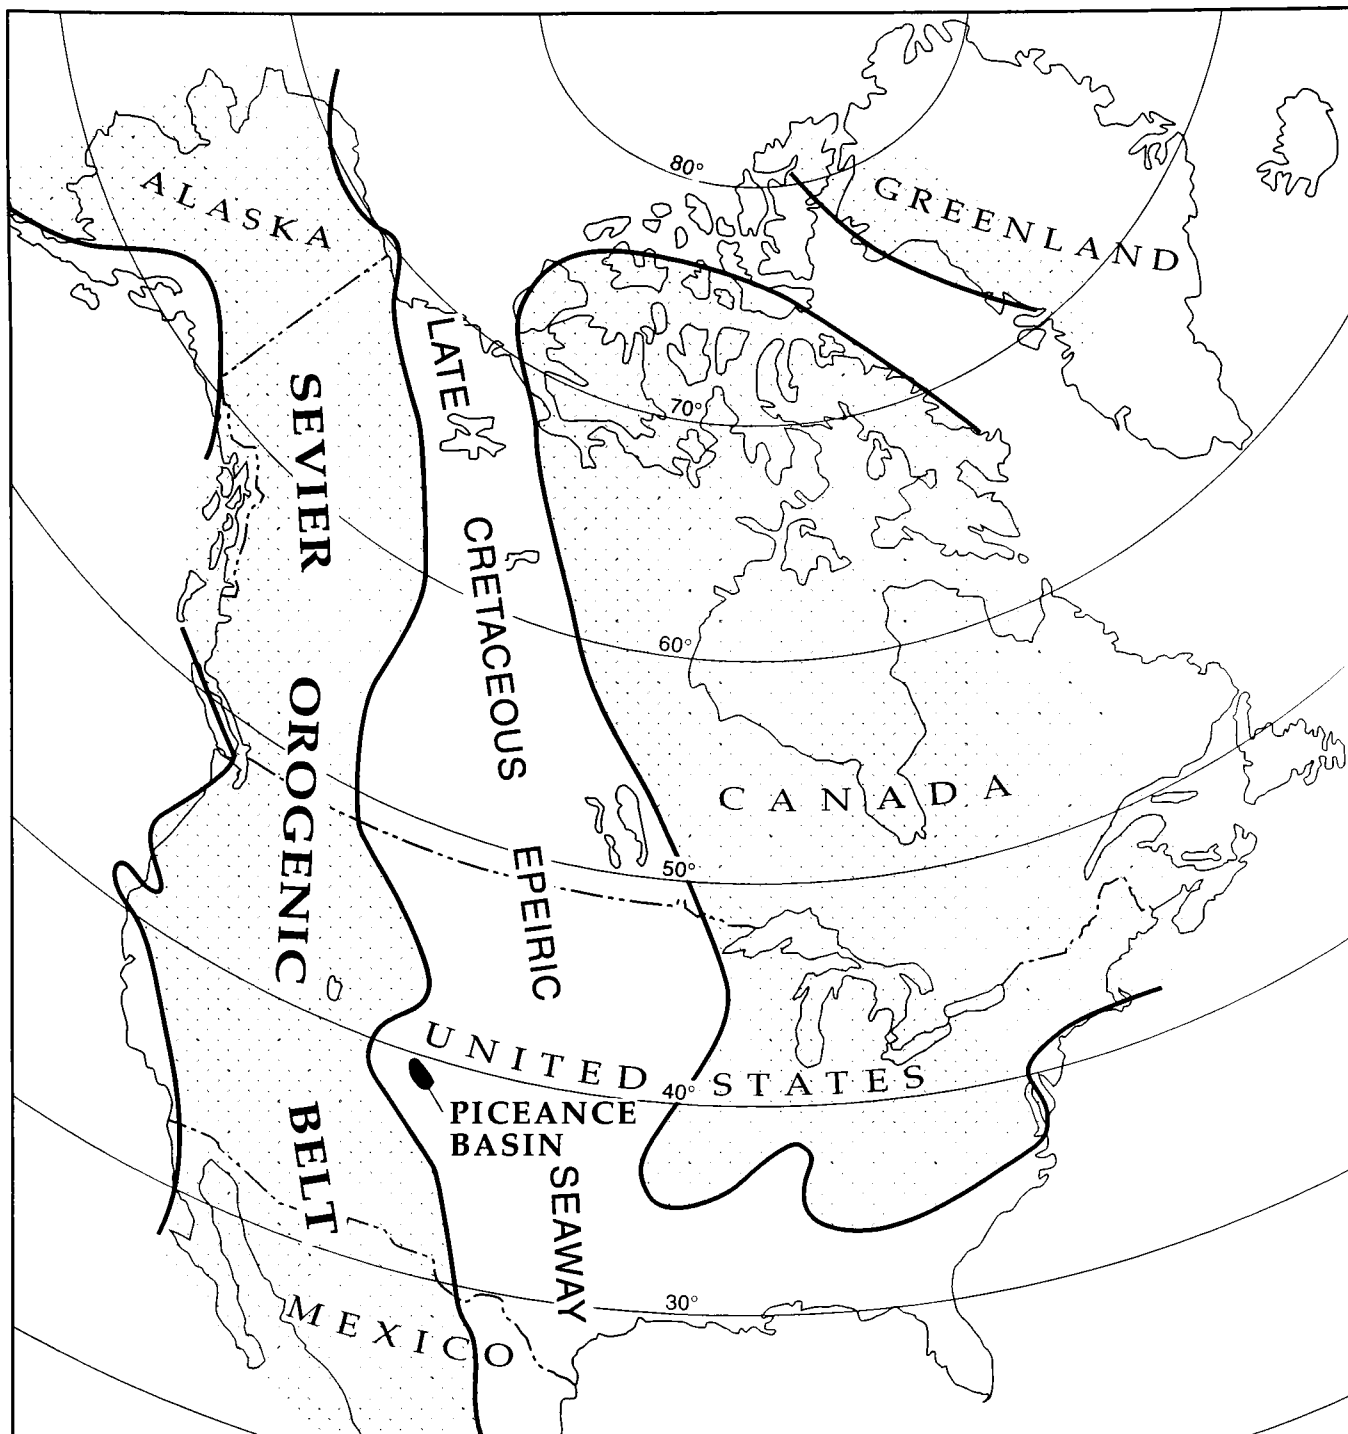 80°
ALASKA
GREENLAND
LATE
CRETACEOUS
EPEIRIC
SEAWAY
SEVIER
OROGENIC
BELT
70°
60°
CANADA
50°
UNITED STATES
40°
PICEANCE
BASIN
30°
MEXICO